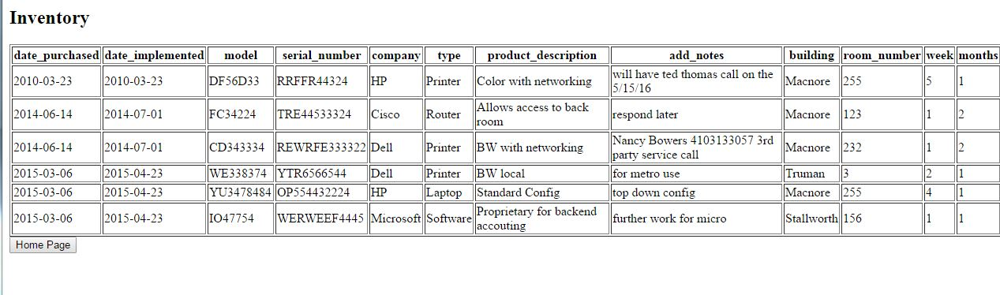 Inventory
date_purchased date_implemented model serial_number company type product_description add_notes building room_number week months
2010-03-23 2010-03-23 DF56D33 RRFFR44324 HP Printer Color with networking will have ted thomas call on the
5/15/16 Macnore 255 5 1
2014-06-14 2014-07-01 FC34224 TRE44533324 Cisco Router Allows access to back
room respond later Macnore 123 1 2
2014-06-14 2014-07-01 CD343334 REWRFE333322 Dell Printer BW with networking Nancy Bowers 4103133057 3rd
party service call Macnore 232 1 2
2015-03-06 2015-04-23 WE338374 YTR6566544 Dell Printer BW local for metro use Truman 3 2 1
2015-03-06 2015-04-23 YU3478484 OP554432224 HP Laptop Standard Config top down config Macnore 255 4 1
2015-03-06 2015-04-23 IO47754 WERWEEF4445 Microsoft Software Proprietary for backend
accouting further work for micro Stallworth 156 1 1
Home Page